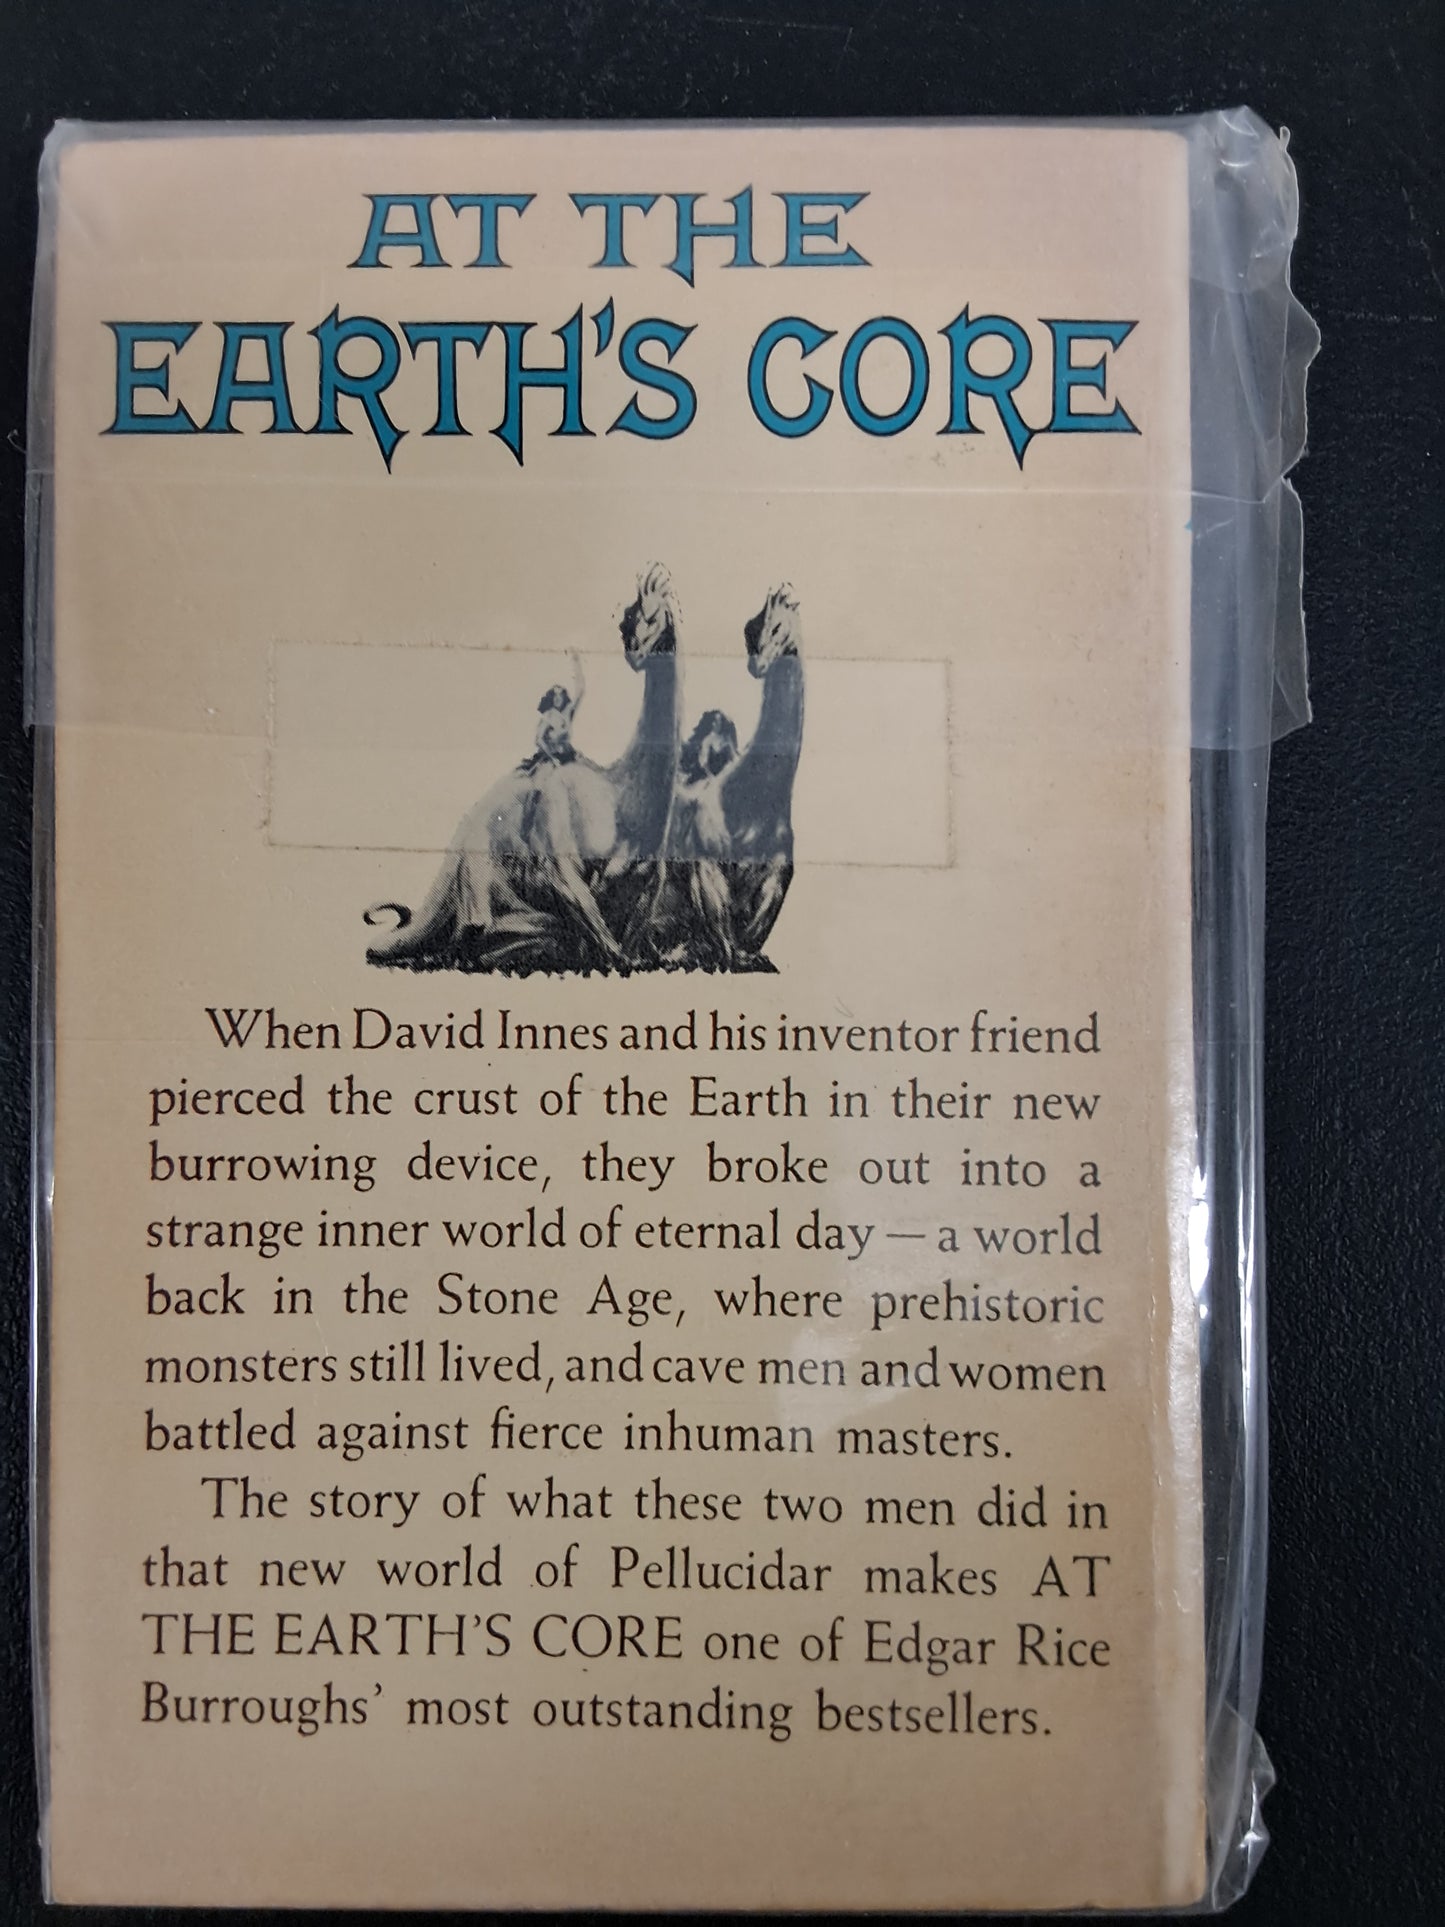 AT THE
EARTH'S CORE
When David Innes and his inventor friend
pierced the crust of the Earth in their new
burrowing device, they broke out into a
strange inner world of eternal day — a world
back in the Stone Age, where prehistoric
monsters still lived, and cave men and women
battled against fierce inhuman masters.
The story of what these two men did in
that new world of Pellucidar makes AT
THE EARTH'S CORE one of Edgar Rice
Burroughs' most outstanding bestsellers.